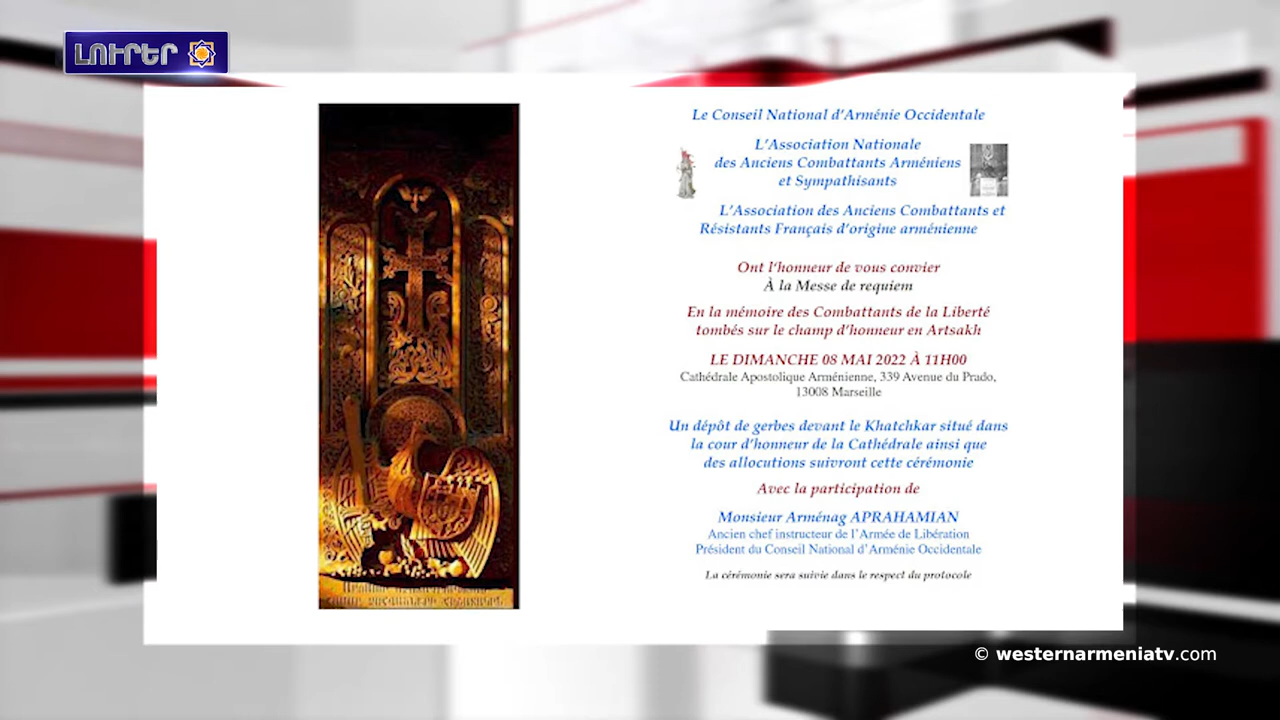 ԼՈՒՐԵՐ
Le Conseil National d'Arménie Occidentale
L'Association Nationale
des Anciens Combattants Arméniens
et Sympathisants
L'Association des Anciens Combattants et
Résistants Français d'origine arménienne
Ont l'honneur de vous convier
À la Messe de requiem
En la mémoire des Combattants de la Liberté
tombés sur le champ d'honneur en Artsakh
LE DIMANCHE 08 MAI 2022 À 11H00
Cathédrale Apostolique Arménienne, 339 Avenue du Prado,
13008 Marseille
Un dépôt de gerbes devant le Khatchkar situé dans
la cour d'honneur de la Cathédrale ainsi que
des allocutions suivront cette cérémonie
Avec la participation de
Monsieur Arménag APRAHAMIAN
Ancien chef instructeur de l'Armée de Libération
Président du Conseil National d'Arménie Occidentale
La cérémonie sera suivie dans le respect du protocole
© westernarmeniatv.com